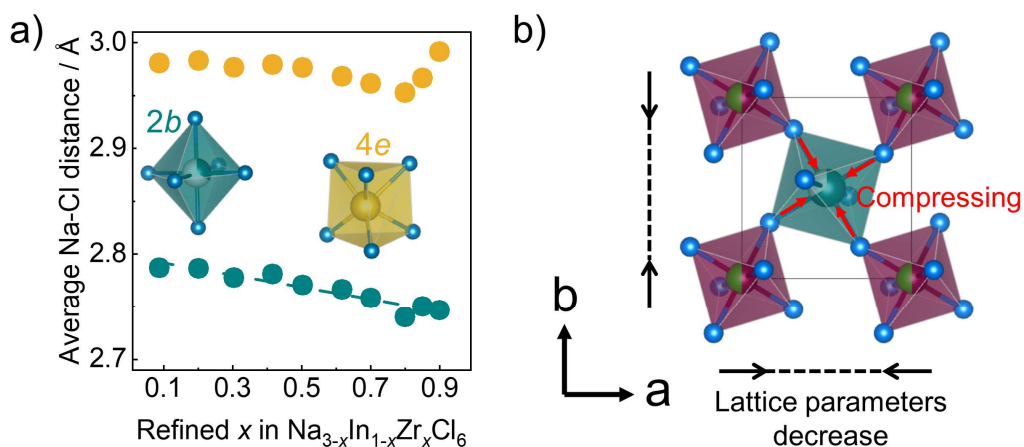 a)
Average Na-Cl distance / Å
3.0
2.9
2.8
2.7
2b
4e
0.1
0.3
0.5
0.7
0.9
Refined x in Na₃₋ₓIn₁₋ₓZrₓCl₆
b)
Compressing
b
a
Lattice parameters
decrease